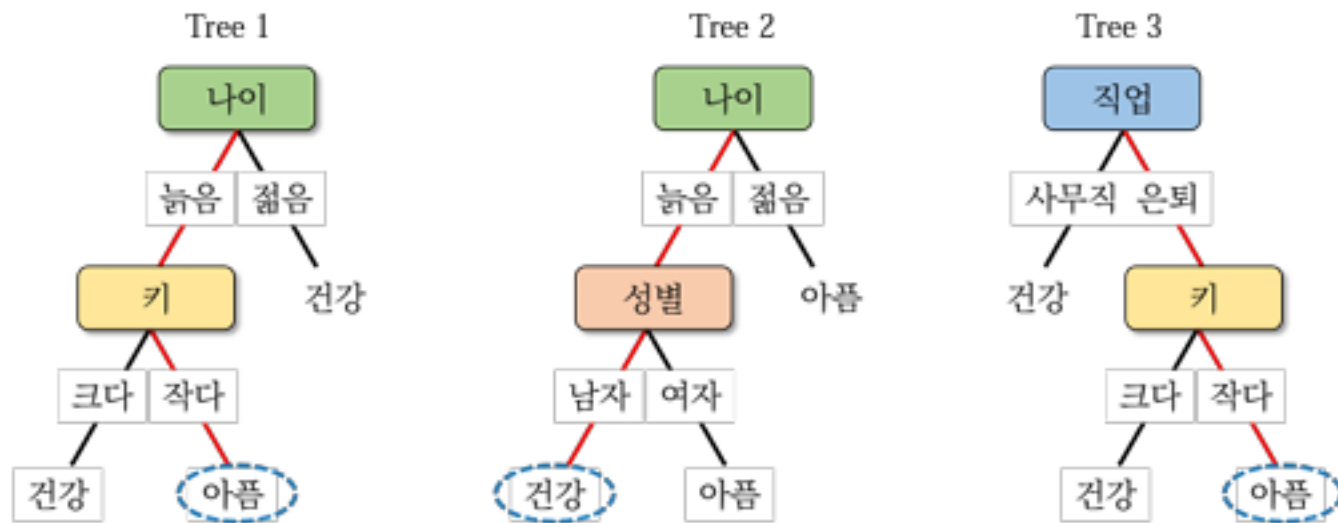 Tree 1 Tree 2 Tree 3
나이 나이 직업
늙음 젊음 늙음 젊음 사무직 은퇴
키 건강 성별 아픔 건강 키
크다 작다 남자 여자 크다 작다
건강 아픔 건강 아픔 건강 아픔